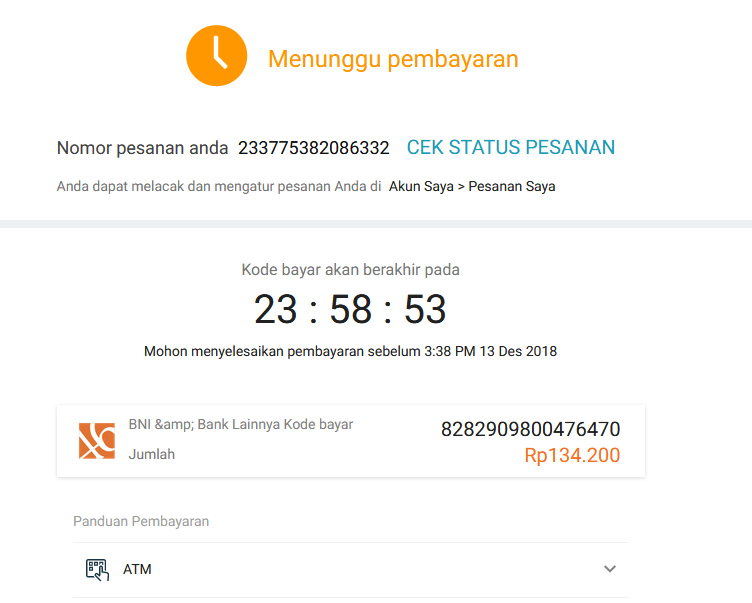 Menunggu pembayaran
Nomor pesanan anda 233775382086332 CEK STATUS PESANAN
Anda dapat melacak dan mengatur pesanan Anda di Akun Saya > Pesanan Saya
Kode bayar akan berakhir pada
23 : 58 : 53
Mohon menyelesaikan pembayaran sebelum 3:38 PM 13 Des 2018
BNI &amp; Bank Lainnya Kode bayar 8282909800476470
Jumlah Rp134.200
Panduan Pembayaran
ATM